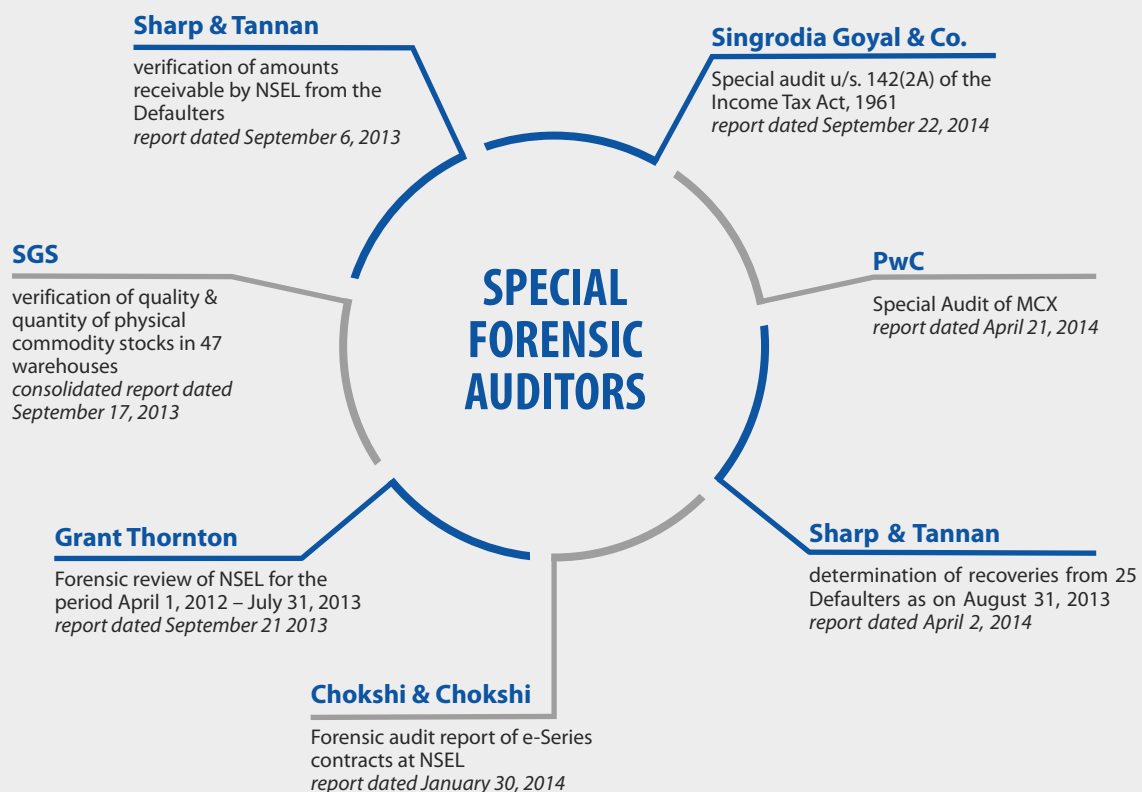 Sharp & Tannan
verification of amounts
receivable by NSEL from the
Defaulters
report dated September 6, 2013
Singrodia Goyal & Co.
Special audit u/s. 142(2A) of the
Income Tax Act, 1961
report dated September 22, 2014
SGS
verification of quality &
quantity of physical
commodity stocks in 47
warehouses
consolidated report dated
September 17, 2013
SPECIAL
FORENSIC
AUDITORS
PwC
Special Audit of MCX
report dated April 21, 2014
Grant Thornton
Forensic review of NSEL for the
period April 1, 2012 – July 31, 2013
report dated September 21 2013
Sharp & Tannan
determination of recoveries from 25
Defaulters as on August 31, 2013
report dated April 2, 2014
Chokshi & Chokshi
Forensic audit report of e-Series
contracts at NSEL
report dated January 30, 2014